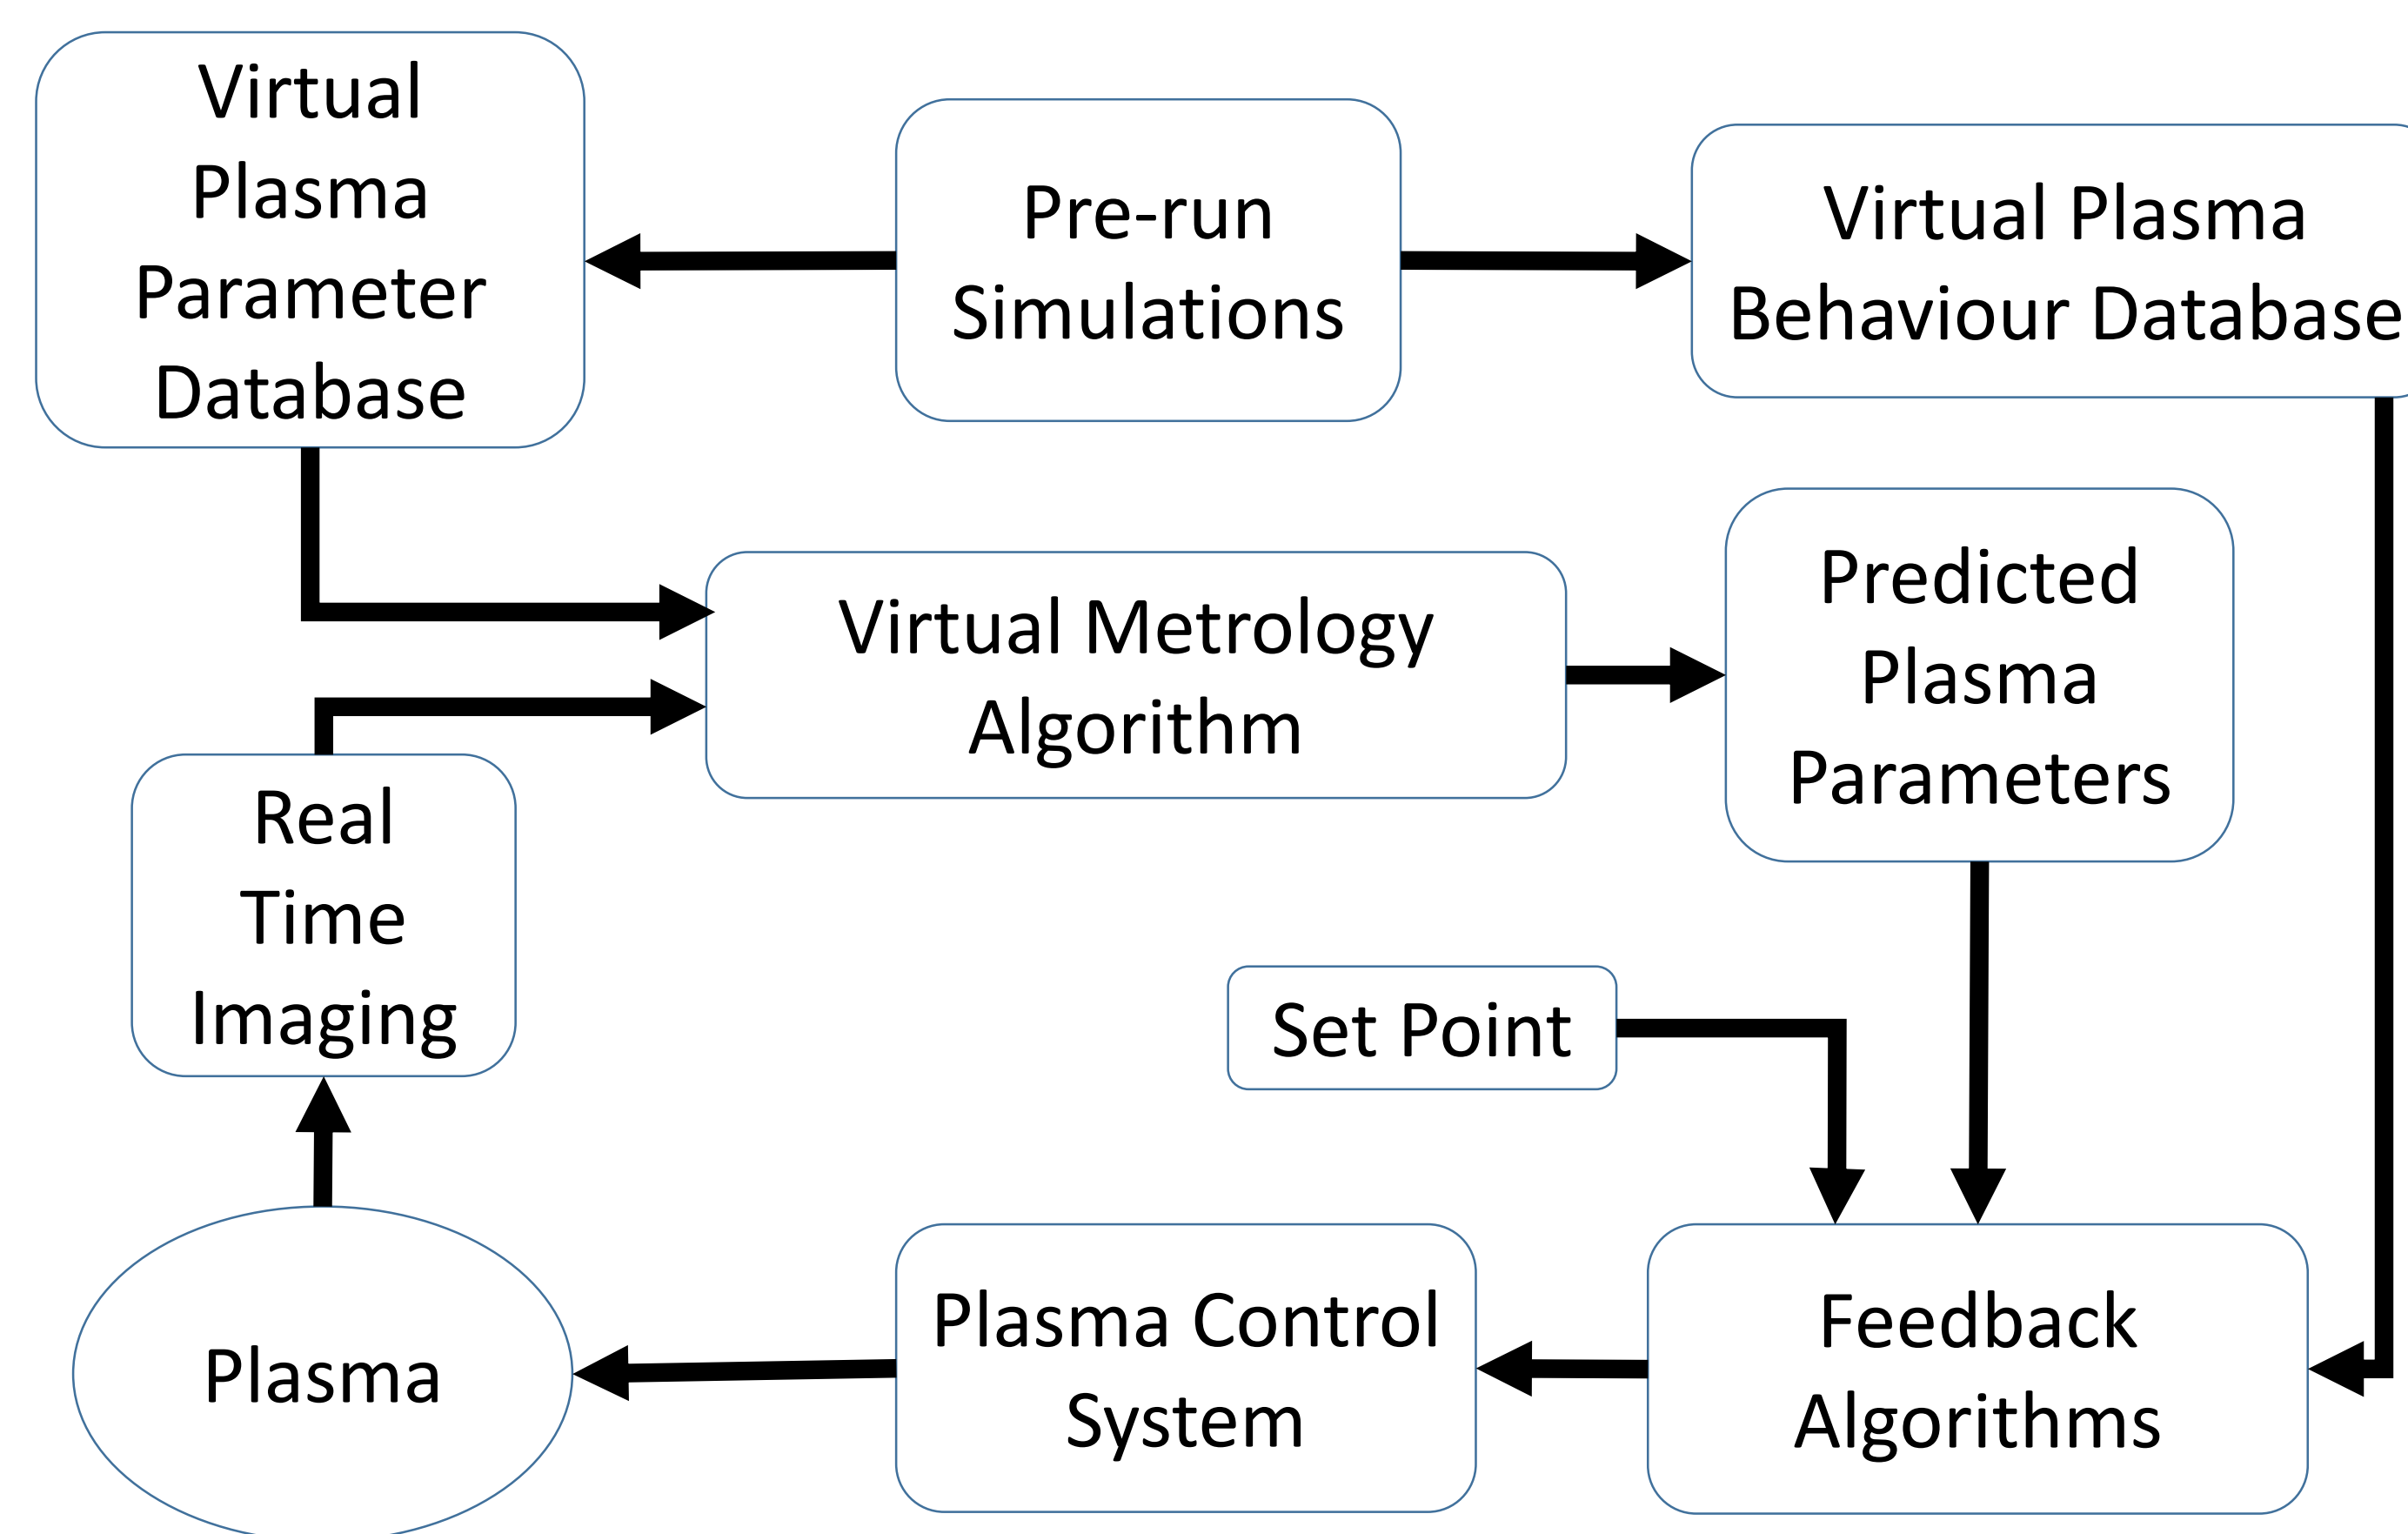 Virtual
Plasma
Parameter
Database
Pre-run
Simulations
Virtual Plasma
Behaviour Database
Virtual Metrology
Algorithm
Predicted
Plasma
Parameters
Real
Time
Imaging
Set Point
Plasma
Plasma Control
System
Feedback
Algorithms